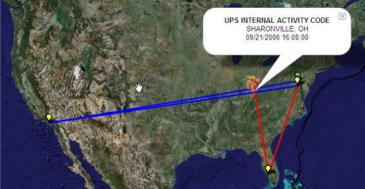 UPS INTERNAL ACTIVITY CODE
SHARONVILLE, OH
09/21/2006 16:08:00